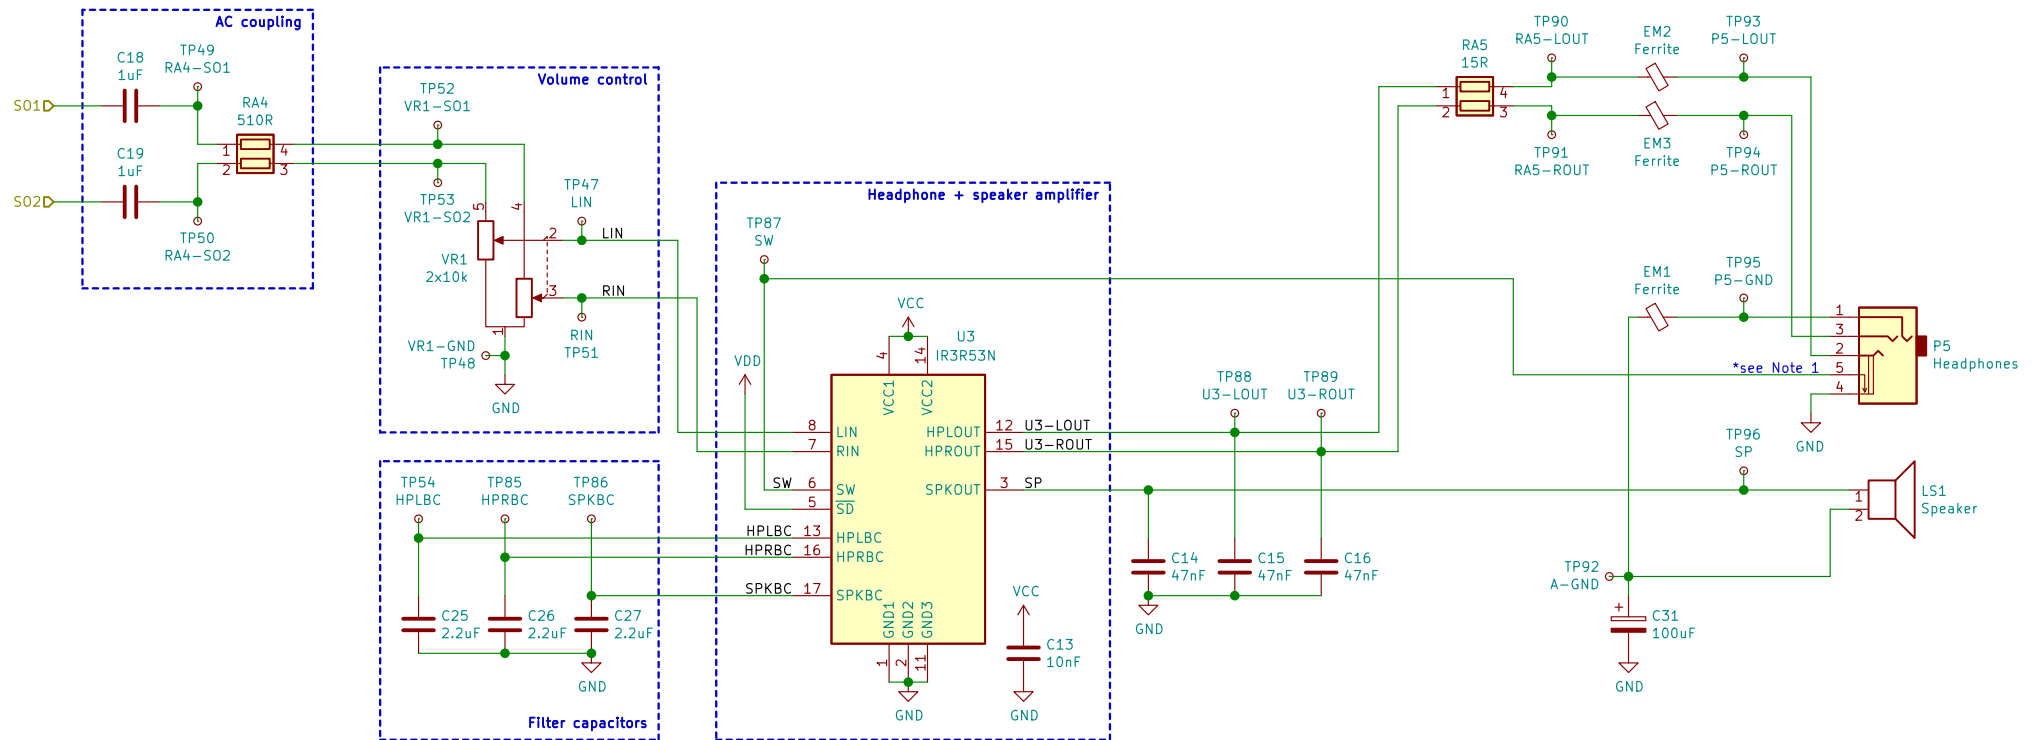 AC coupling
C18
1uF
TP49
RA4-SO1
SO1
RA4
510R
1
4
2
3
C19
1uF
SO2
TP50
RA4-SO2
Volume control
TP52
VR1-SO1
TP53
VR1-SO2
TP47
LIN
5
4
2
LIN
VR1
2x10k
3
RIN
1
RIN
TP51
VR1-GND
TP48
GND
Filter capacitors
TP54
HPLBC
TP85
HPRBC
TP86
SPKBC
C25
2.2uF
C26
2.2uF
C27
2.2uF
GND
Headphone + speaker amplifier
TP87
SW
VCC
U3
IR3R53N
VDD
4
14
VCC1
VCC2
8
LIN
7
RIN
SW
6
SW
5
SD
HPLBC
13
HPLBC
HPRBC
16
HPRBC
SPKBC
17
SPKBC
HPLOUT
12
U3-LOUT
HPROUT
15
U3-ROUT
SPKOUT
3
SP
GND1
GND2
GND3
1
2
11
GND
VCC
C13
10nF
GND
TP88
U3-LOUT
TP89
U3-ROUT
C14
47nF
C15
47nF
C16
47nF
GND
RA5
15R
1
4
2
3
TP90
RA5-LOUT
EM2
Ferrite
TP93
P5-LOUT
TP91
RA5-ROUT
EM3
Ferrite
TP94
P5-ROUT
EM1
Ferrite
TP95
P5-GND
1
3
2
5
4
*see Note 1
P5
Headphones
GND
TP96
SP
1
2
LS1
Speaker
TP92
A-GND
+
C31
100uF
GND